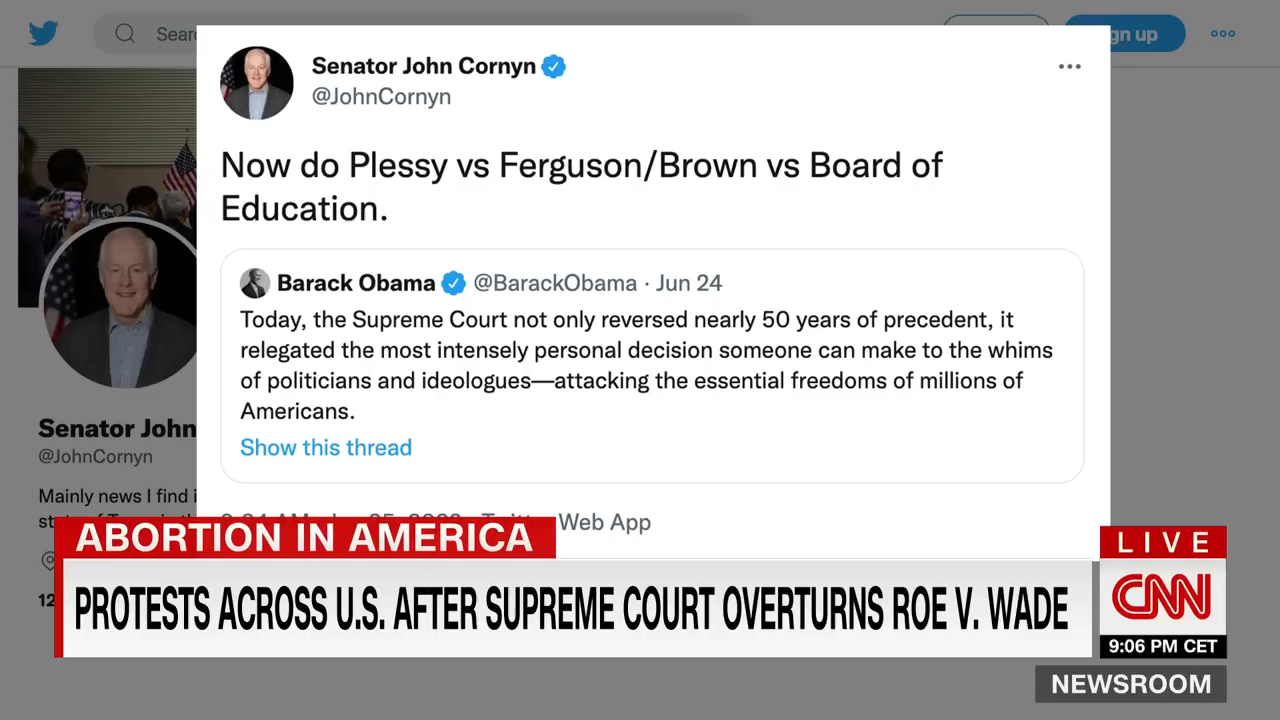 Sear
gn up
Senator John Cornyn
@JohnCornyn
Now do Plessy vs Ferguson/Brown vs Board of
Education.
Barack Obama @BarackObama · Jun 24
Today, the Supreme Court not only reversed nearly 50 years of precedent, it
relegated the most intensely personal decision someone can make to the whims
of politicians and ideologues—attacking the essential freedoms of millions of
Americans.
Show this thread
Web App
Senator John
@JohnCornyn
Mainly news I find i
12
ABORTION IN AMERICA
PROTESTS ACROSS U.S. AFTER SUPREME COURT OVERTURNS ROE V. WADE
LIVE
CNN
9:06 PM CET
NEWSROOM